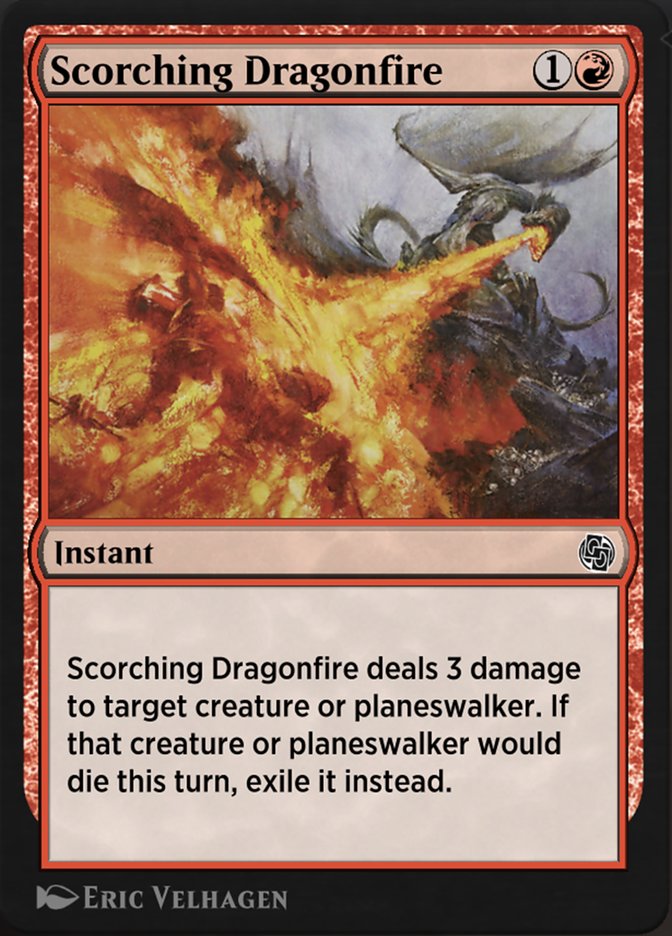 Scorching Dragonfire 1
Instant
Scorching Dragonfire deals 3 damage
to target creature or planeswalker. If
that creature or planeswalker would
die this turn, exile it instead.
Eric Velhagen